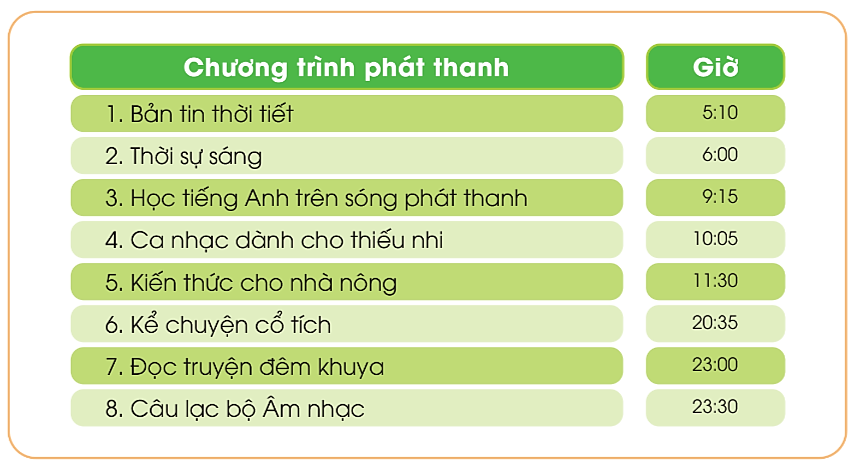 Chương trình phát thanh Giờ
1. Bản tin thời tiết 5:10
2. Thời sự sáng 6:00
3. Học tiếng Anh trên sóng phát thanh 9:15
4. Ca nhạc dành cho thiếu nhi 10:05
5. Kiến thức cho nhà nông 11:30
6. Kể chuyện cổ tích 20:35
7. Đọc truyện đêm khuya 23:00
8. Câu lạc bộ Âm nhạc 23:30